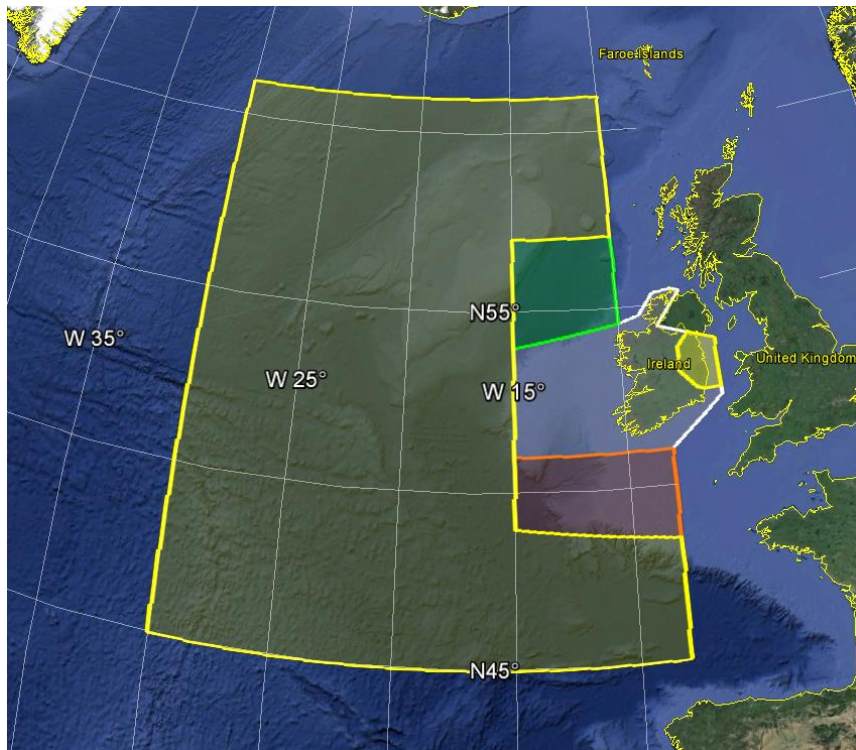 Faroe Islands
N55°
W 35°
W 25°
W 15°
Ireland
United Kingdom
N45°